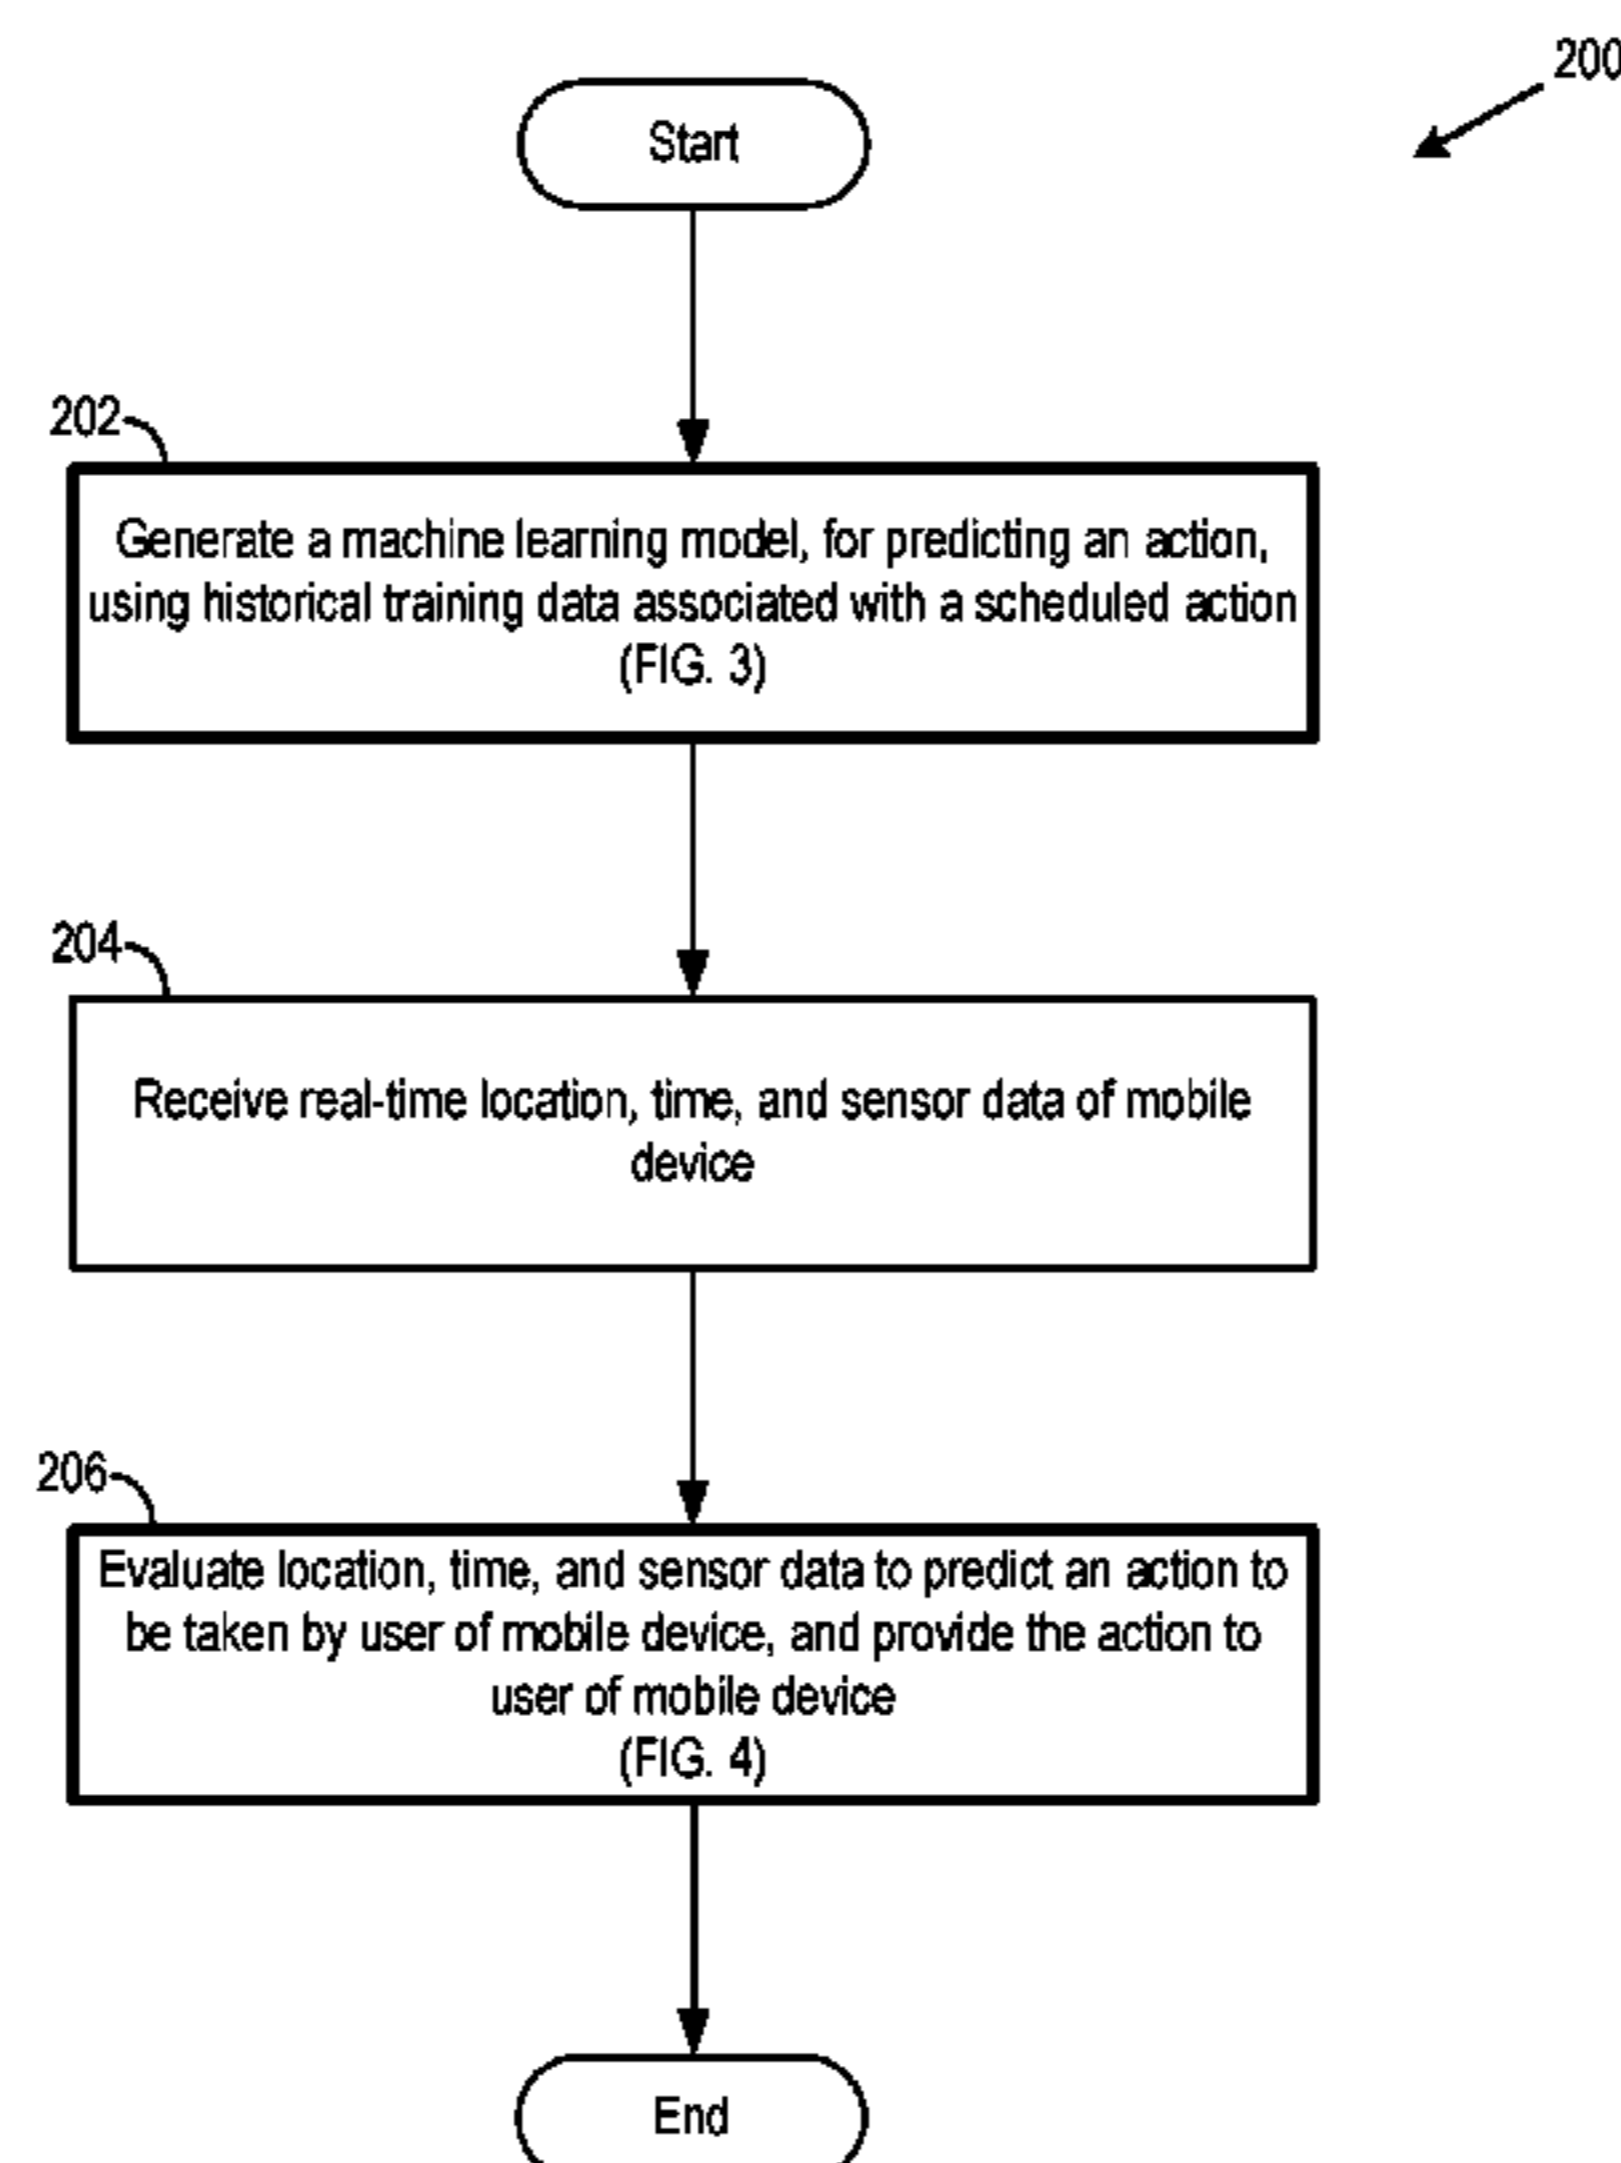 200
Start
202
Generate a machine learning model, for predicting an action,
using historical training data associated with a scheduled action
(FIG. 3)
204
Receive real-time location, time, and sensor data of mobile
device
206
Evaluate location, time, and sensor data to predict an action to
be taken by user of mobile device, and provide the action to
user of mobile device
(FIG. 4)
End